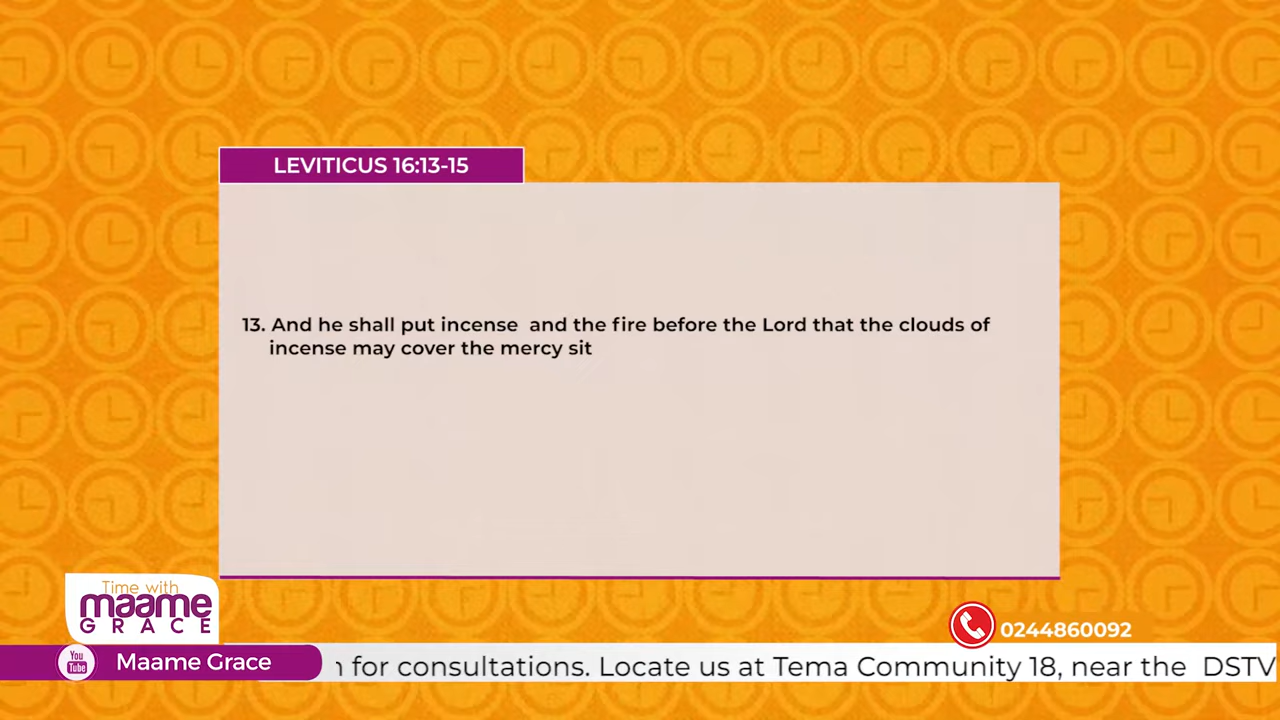 LEVITICUS 16:13-15
13. And he shall put incense  and the fire before the Lord that the clouds of
incense may cover the mercy sit
Time with
maame
GRACE
0244860092
You
Tube
Maame Grace
for consultations. Locate us at Tema Community 18, near the  DSTV